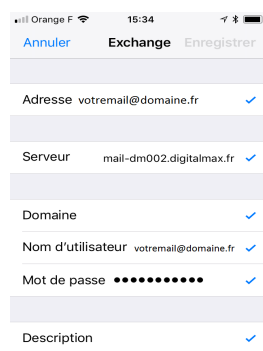 Orange F 15:34
Annuler Exchange Enregistrer
Adresse votremail@domaine.fr
Serveur mail-dm002.digitalmax.fr
Domaine
Nom d'utilisateur votremail@domaine.fr
Mot de passe ●●●●●●●●●●●
Description